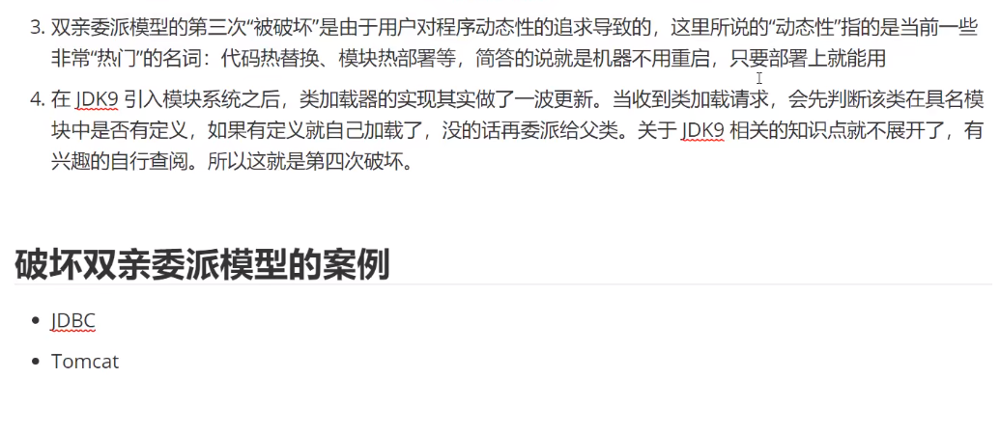 3. 双亲委派模型的第三次“被破坏”是由于用户对程序动态性的追求导致的，这里所说的“动态性”指的是当前一些
非常“热门”的名词：代码热替换、模块热部署等，简答的说就是机器不用重启，只要部署上就能用
4. 在 JDK9 引入模块系统之后，类加载器的实现其实做了一波更新。当收到类加载请求，会先判断该类在具名模
块中是否有定义，如果有定义就自己加载了，没的话再委派给父类。关于 JDK9 相关的知识点就不展开了，有
兴趣的自行查阅。所以这就是第四次破坏。
破坏双亲委派模型的案例
• JDBC
• Tomcat